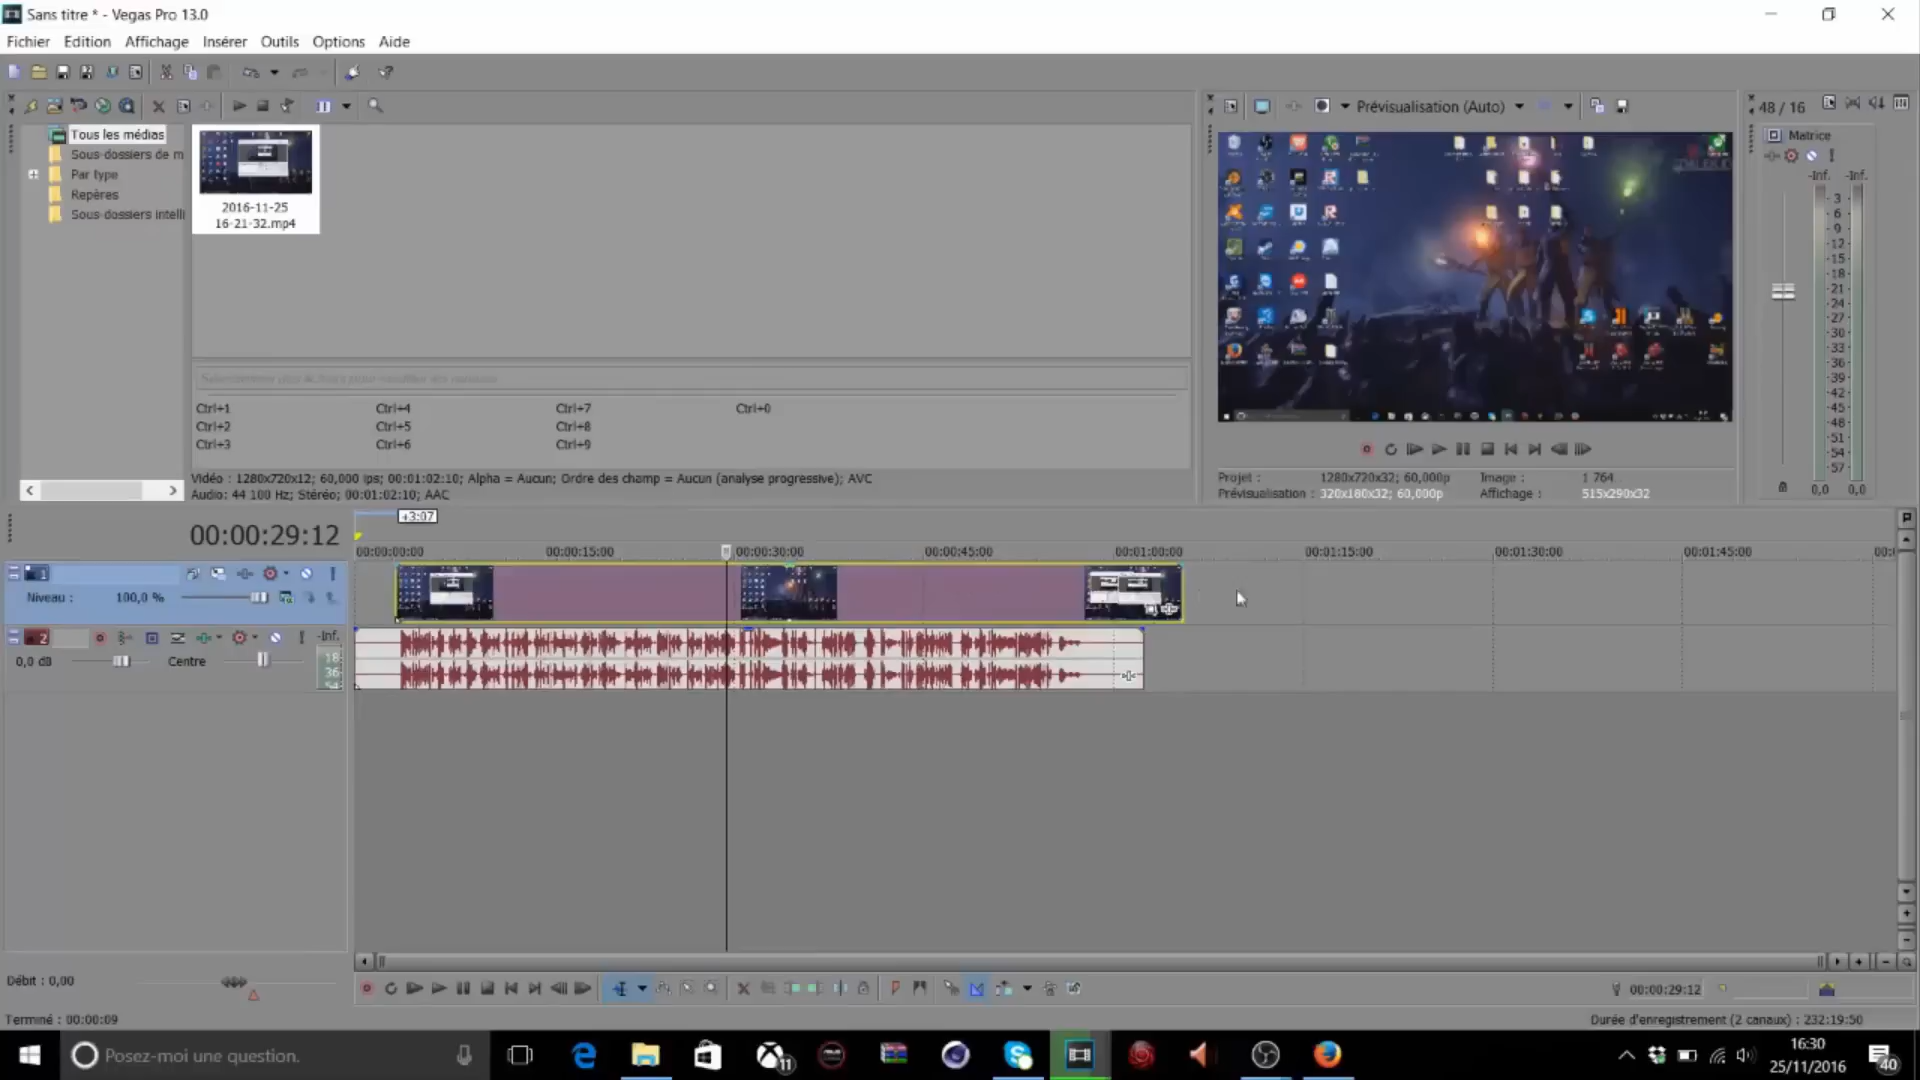 Sans titre * - Vegas Pro 13.0
Fichier Edition Affichage Insérer Outils Options Aide
Prévisualisation (Auto)
48 / 16
Tous les médias
Sous-dossiers de m
Par type
Repères
Sous-dossiers intelli
2016-11-25
16-21-32.mp4
Matrice
-Inf. -Inf.
3
6
9
12
15
18
21
24
27
30
33
36
39
42
45
48
51
54
57
0,0 0,0
Ctrl+1 Ctrl+4 Ctrl+7 Ctrl+0
Ctrl+2 Ctrl+5 Ctrl+8
Ctrl+3 Ctrl+6 Ctrl+9
Vidéo : 1280x720x12; 60,000 ips; 00:01:02:10; Alpha = Aucun; Ordre des champ = Aucun (analyse progressive); AVC
Audio: 44 100 Hz; Stéréo; 00:01:02:10; AAC
Projet : 1280x720x32; 60,000p Image : 1 764
Prévisualisation : 320x180x32; 60,000p Affichage : 515x290x32
00:00:29:12
+3:07
00:00:00:00 00:00:15:00 00:00:30:00 00:00:45:00 00:01:00:00 00:01:15:00 00:01:30:00 00:01:45:00 00:0
1
Niveau : 100,0 %
2
-Inf.
0,0 dB Centre
18
36
54
Débit : 0,00
00:00:29:12
Terminé : 00:00:09
Durée d'enregistrement (2 canaux) : 232:19:50
Posez-moi une question.
11
16:30
25/11/2016
40